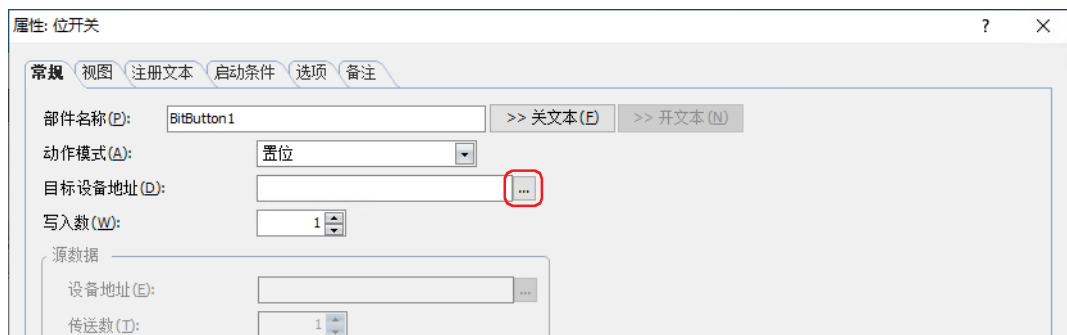 属性: 位开关 ?
常规 视图 注册文本 启动条件 选项 备注
部件名称(P): BitButton1 >> 关文本(F) >> 开文本(N)
动作模式(A): 置位
目标设备地址(D): ...
写入数(W): 1
源数据
设备地址(E): ...
传送数(T): 1